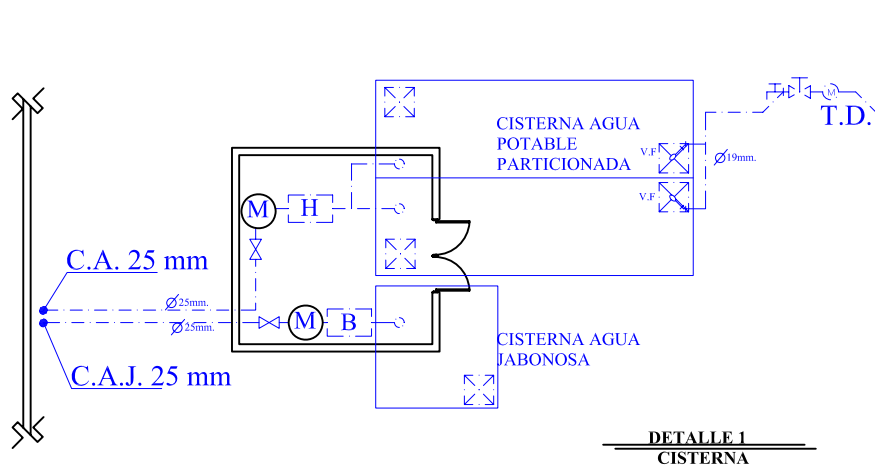 CISTERNA AGUA
POTABLE
PARTICIONADA
V.F
V.F
Ø19mm.
M
T.D.
M
H
C.A. 25 mm
Ø25mm.
Ø25mm.
M
B
C.A.J. 25 mm
CISTERNA AGUA
JABONOSA
DETALLE 1
CISTERNA